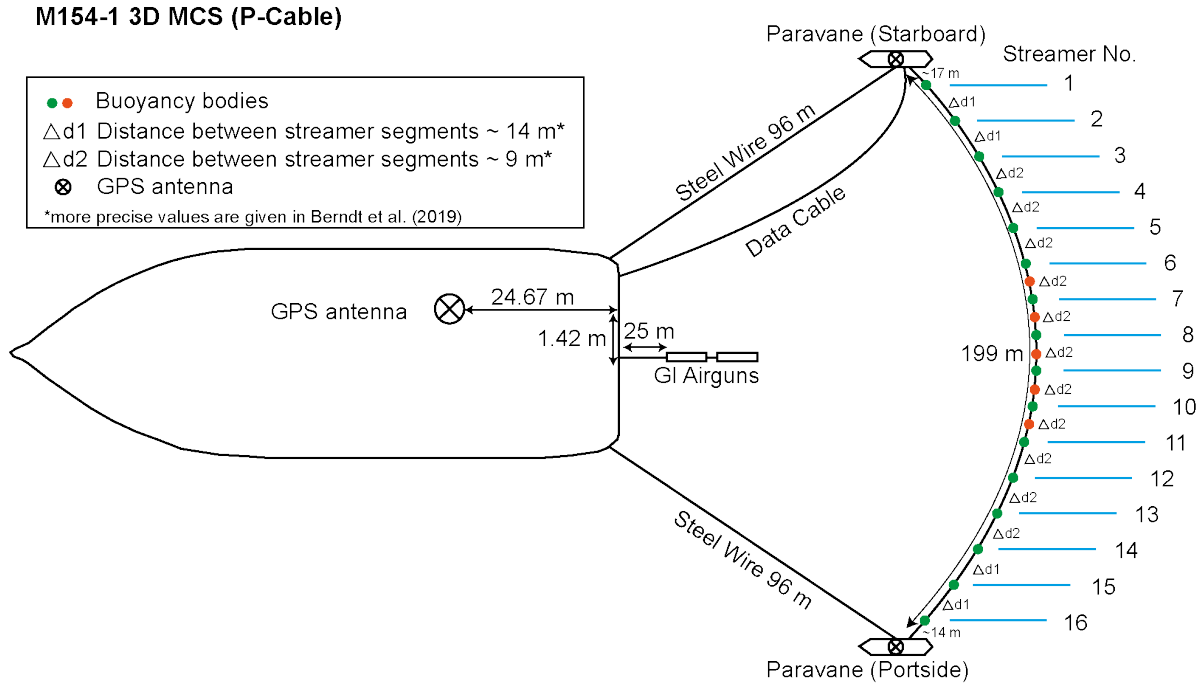 M154-1 3D MCS (P-Cable)
Paravane (Starboard)
Streamer No.
Buoyancy bodies
△d1 Distance between streamer segments ~ 14 m*
△d2 Distance between streamer segments ~ 9 m*
GPS antenna
*more precise values are given in Berndt et al. (2019)
~17 m
1
△d1
2
△d1
3
△d2
4
△d2
5
△d2
6
△d2
7
△d2
8
△d2
9
△d2
10
△d2
11
△d2
12
△d2
13
△d2
14
△d1
15
△d1
16
~14 m
Steel Wire 96 m
Data Cable
GPS antenna
24.67 m
1.42 m
25 m
GI Airguns
199 m
Steel Wire 96 m
Paravane (Portside)